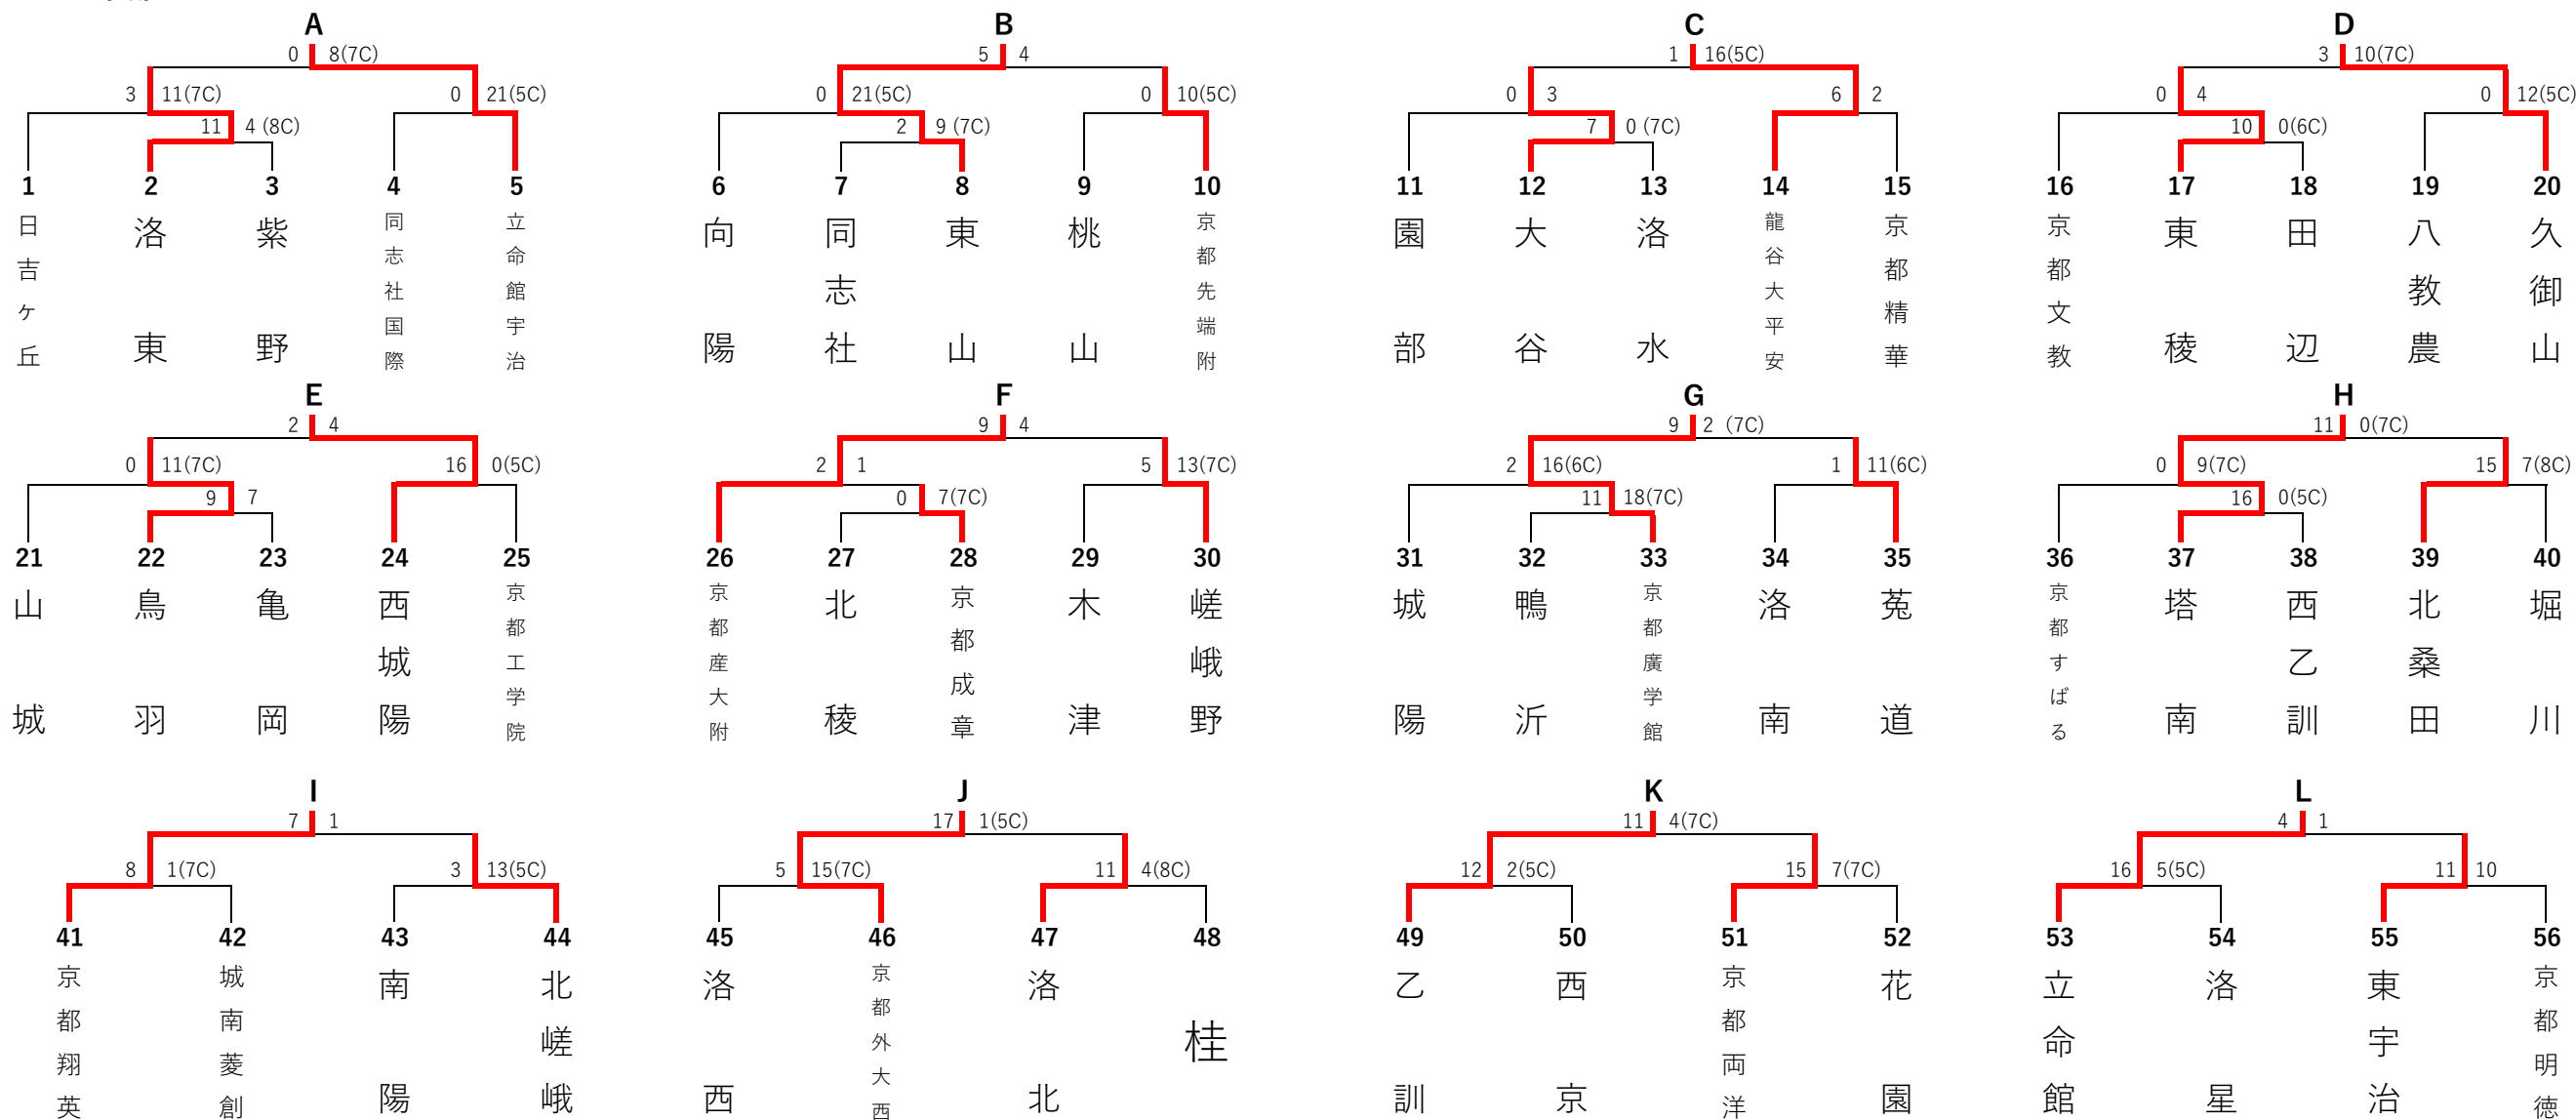 A B C D
0 8(7C) 5 4 1 16(5C) 3 10(7C)
3 11(7C) 0 21(5C) 0 21(5C) 0 10(5C) 0 3 6 2 0 4 0 12(5C)
11 4 (8C) 2 9 (7C) 7 0 (7C) 10 0(6C)
1 2 3 4 5 6 7 8 9 10 11 12 13 14 15 16 17 18 19 20
日吉ヶ丘
洛東
紫野
同志社国際
立命館宇治
向陽
同志社
東山
桃山
京都先端附
園部
大谷
洛水
龍谷大平安
京都精華
京都文教
東稜
田辺
八教農
久御山
E F G H
2 4 9 4 9 2 (7C) 11 0(7C)
0 11(7C) 16 0(5C) 2 1 5 13(7C) 2 16(6C) 1 11(6C) 0 9(7C) 15 7(8C)
9 7 0 7(7C) 11 18(7C) 16 0(5C)
21 22 23 24 25 26 27 28 29 30 31 32 33 34 35 36 37 38 39 40
山城
鳥羽
亀岡
西城陽
京都工学院
京都産大附
北稜
京都成章
木津
嵯峨野
城陽
鴨沂
京都廣学館
洛南
菟道
京都すばる
塔南
西乙訓
北桑田
堀川
I J K L
7 1 17 1(5C) 11 4(7C) 4 1
8 1(7C) 3 13(5C) 5 15(7C) 11 4(8C) 12 2(5C) 15 7(7C) 16 5(5C) 11 10
41 42 43 44 45 46 47 48 49 50 51 52 53 54 55 56
京都翔英
城南菱創
南陽
北嵯峨
洛西
京都外大西
洛北
桂
乙訓
西京
京都両洋
花園
立命館
洛星
東宇治
京都明徳